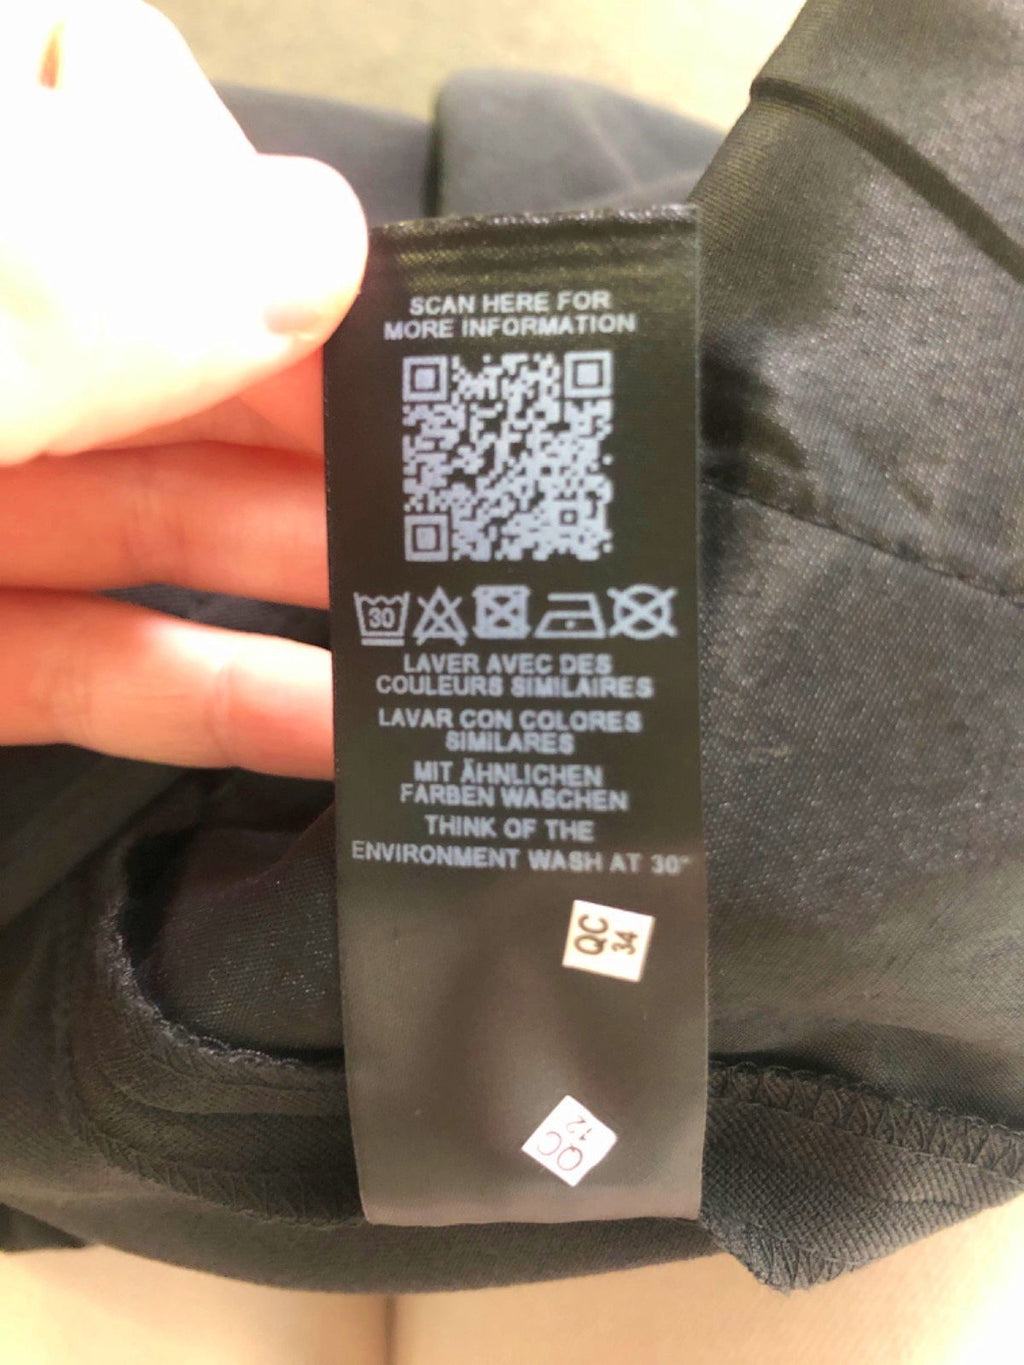 SCAN HERE FOR
MORE INFORMATION
30
LAVER AVEC DES
COULEURS SIMILAIRES
LAVAR CON COLORES
SIMILARES
MIT ÄHNLICHEN
FARBEN WASCHEN
THINK OF THE
ENVIRONMENT WASH AT 30°
QC
34
QC
12